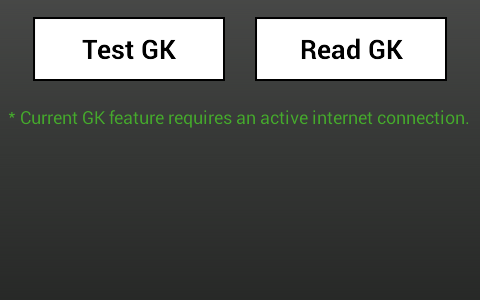 Test GK
Read GK
* Current GK feature requires an active internet connection.